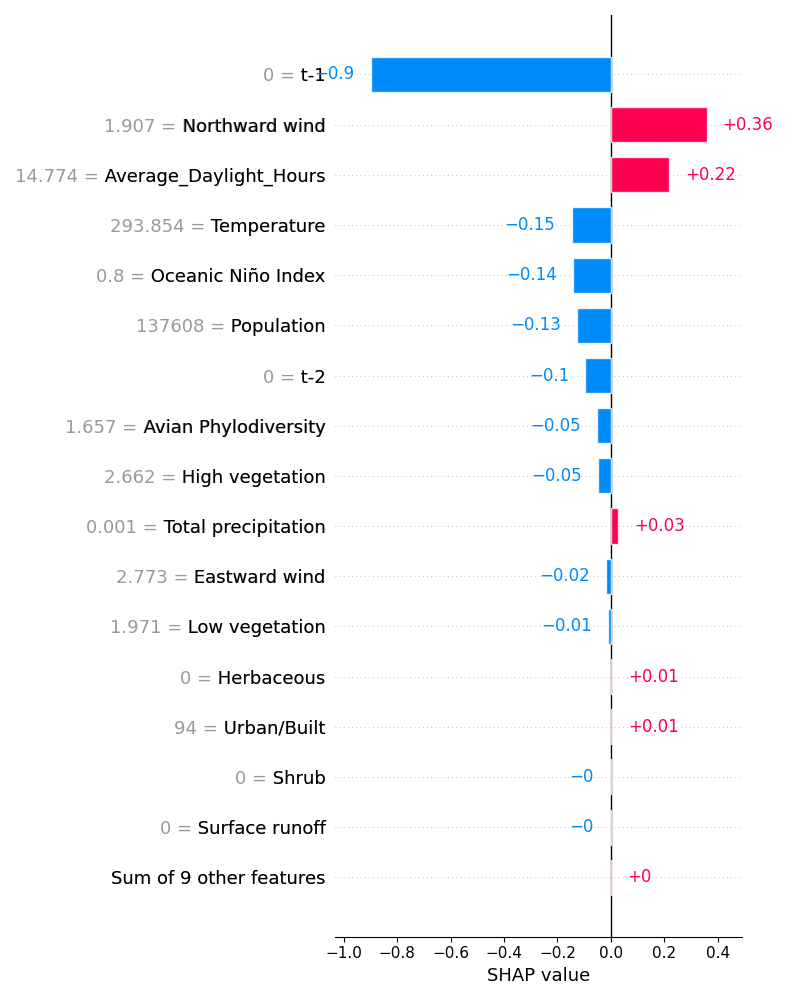 0 = t-1 −0.9
1.907 = Northward wind +0.36
14.774 = Average_Daylight_Hours +0.22
293.854 = Temperature −0.15
0.8 = Oceanic Niño Index −0.14
137608 = Population −0.13
0 = t-2 −0.1
1.657 = Avian Phylodiversity −0.05
2.662 = High vegetation −0.05
0.001 = Total precipitation +0.03
2.773 = Eastward wind −0.02
1.971 = Low vegetation −0.01
0 = Herbaceous +0.01
94 = Urban/Built +0.01
0 = Shrub −0
0 = Surface runoff −0
Sum of 9 other features +0
−1.0 −0.8 −0.6 −0.4 −0.2 0.0 0.2 0.4
SHAP value